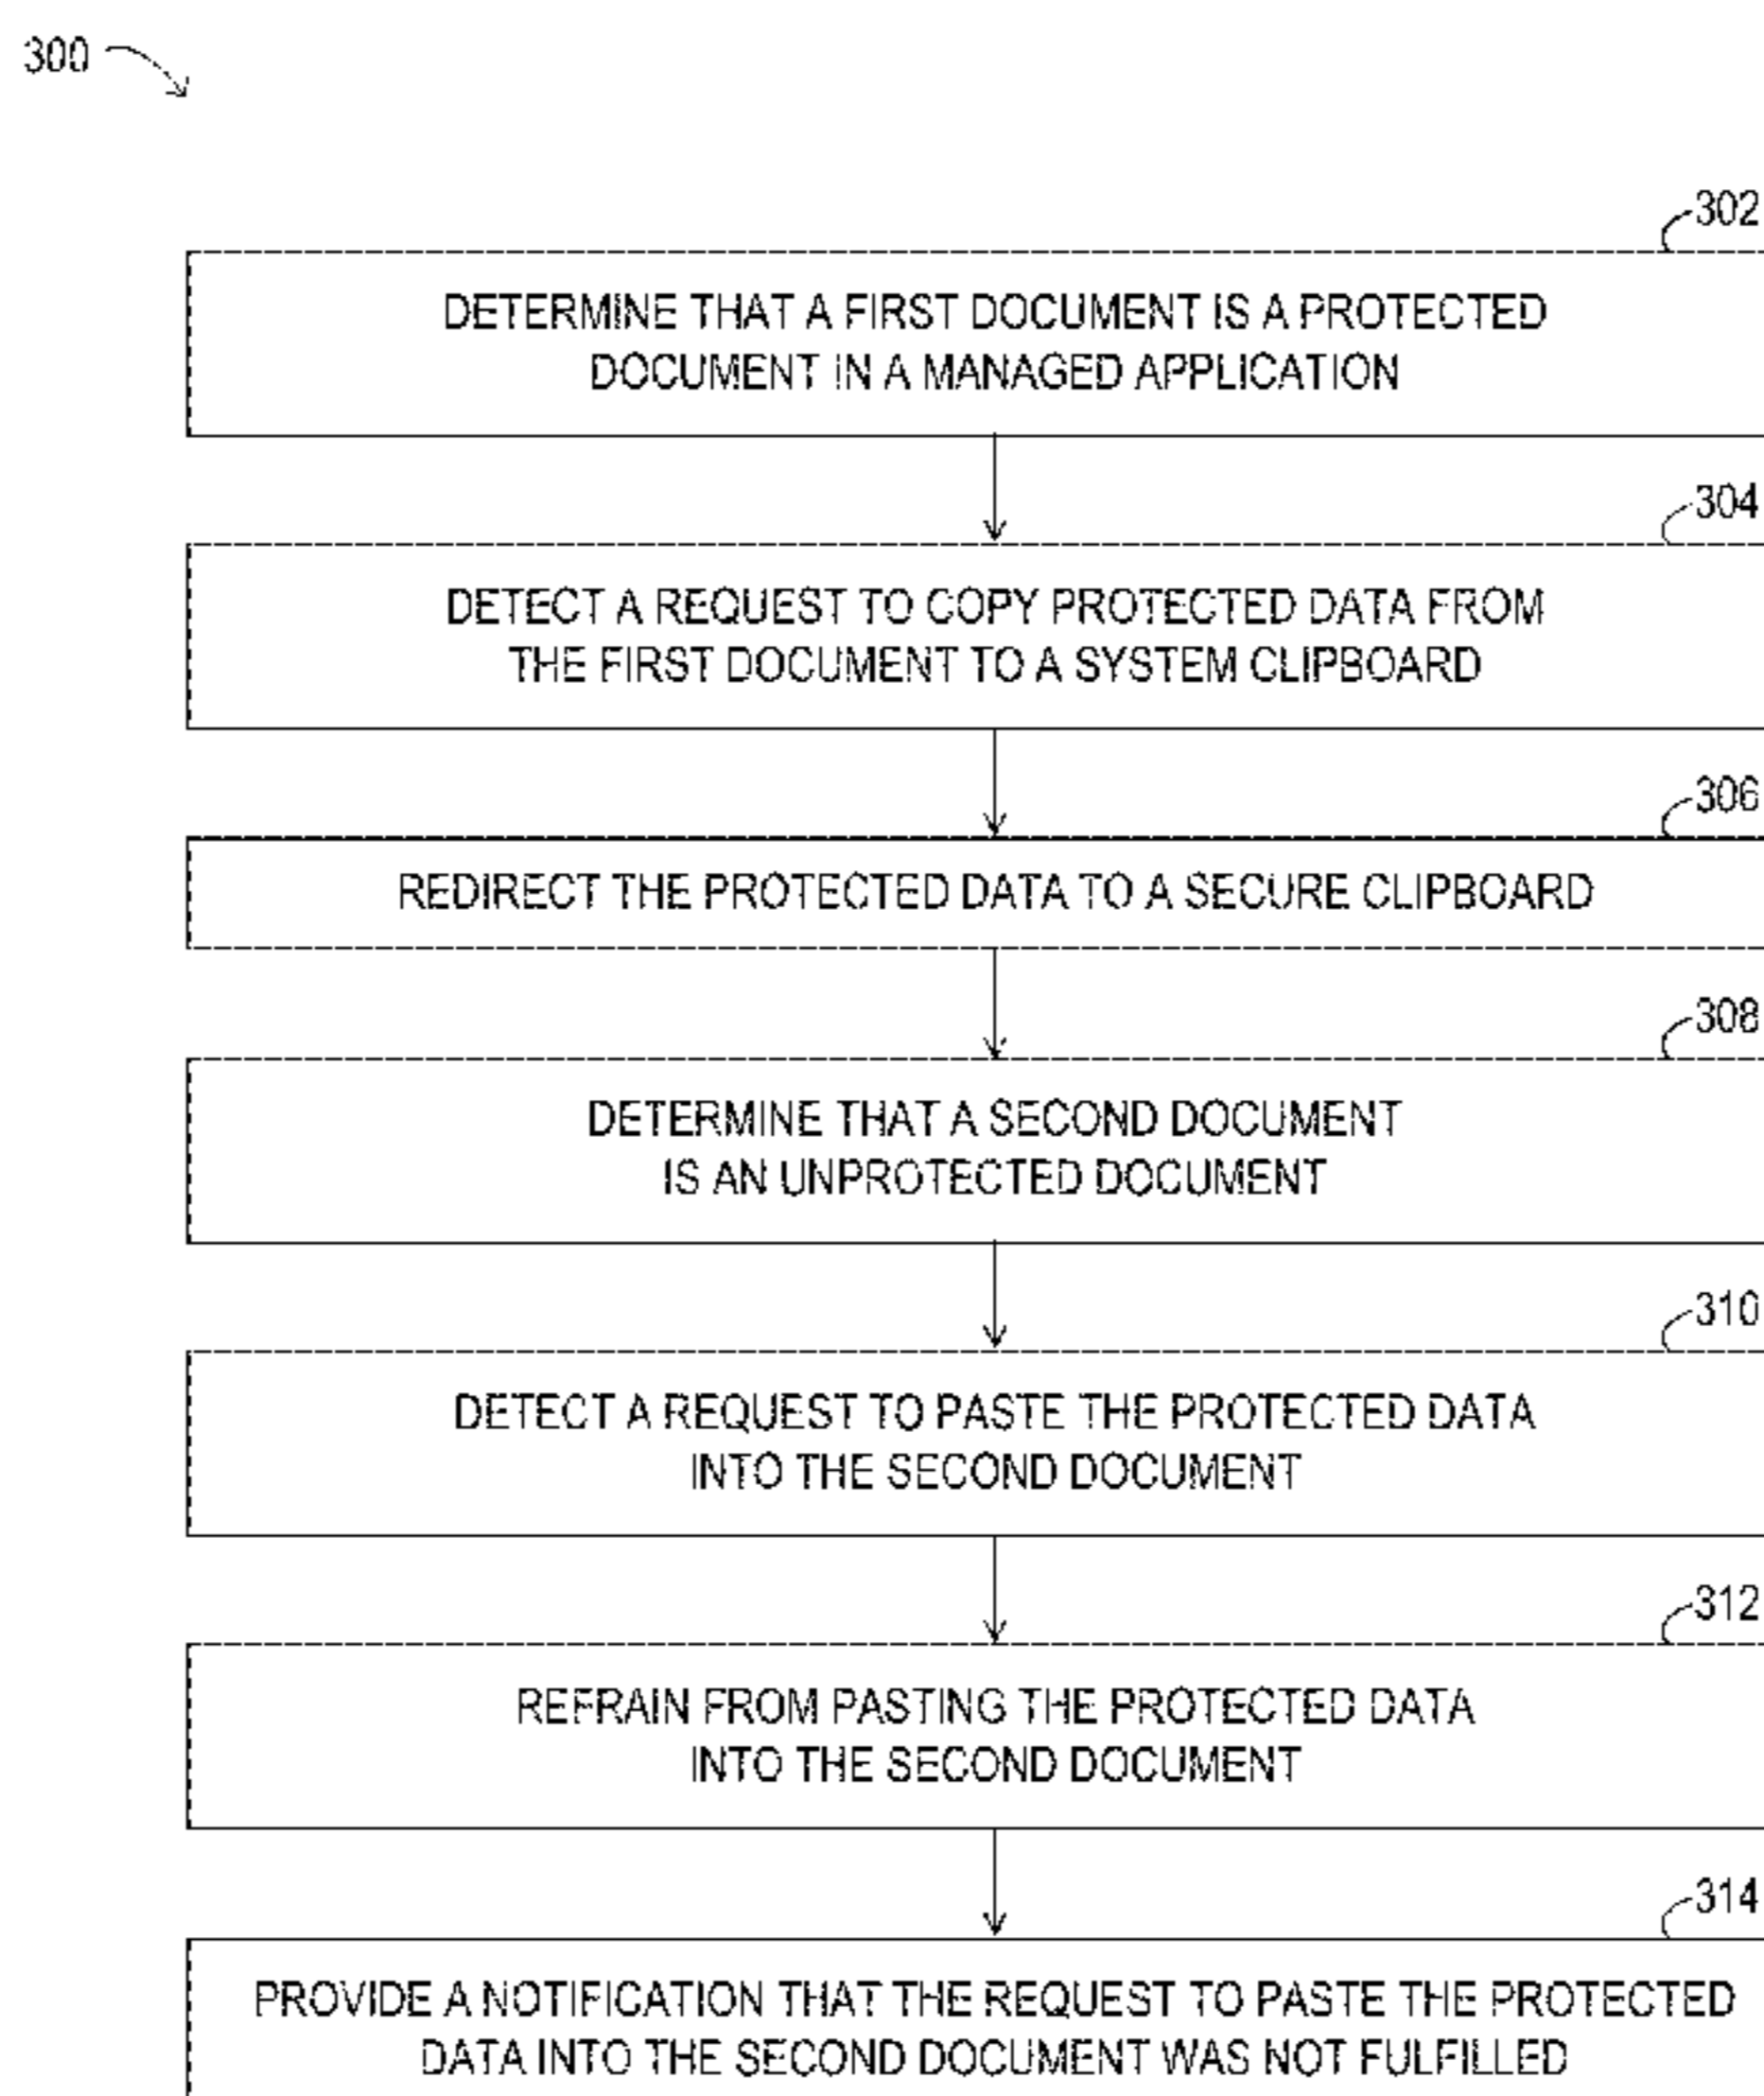 300
302
DETERMINE THAT A FIRST DOCUMENT IS A PROTECTED
DOCUMENT IN A MANAGED APPLICATION
304
DETECT A REQUEST TO COPY PROTECTED DATA FROM
THE FIRST DOCUMENT TO A SYSTEM CLIPBOARD
306
REDIRECT THE PROTECTED DATA TO A SECURE CLIPBOARD
308
DETERMINE THAT A SECOND DOCUMENT
IS AN UNPROTECTED DOCUMENT
310
DETECT A REQUEST TO PASTE THE PROTECTED DATA
INTO THE SECOND DOCUMENT
312
REFRAIN FROM PASTING THE PROTECTED DATA
INTO THE SECOND DOCUMENT
314
PROVIDE A NOTIFICATION THAT THE REQUEST TO PASTE THE PROTECTED
DATA INTO THE SECOND DOCUMENT WAS NOT FULFILLED